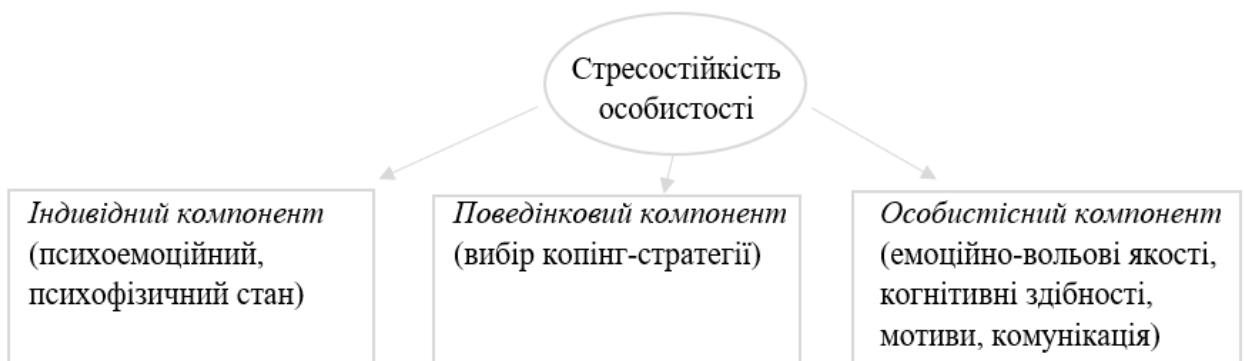 Стресостійкість
особистості
Індивідний компонент
(психоемоційний,
психофізичний стан)
Поведінковий компонент
(вибір копінг-стратегії)
Особистісний компонент
(емоційно-вольові якості,
когнітивні здібності,
мотиви, комунікація)